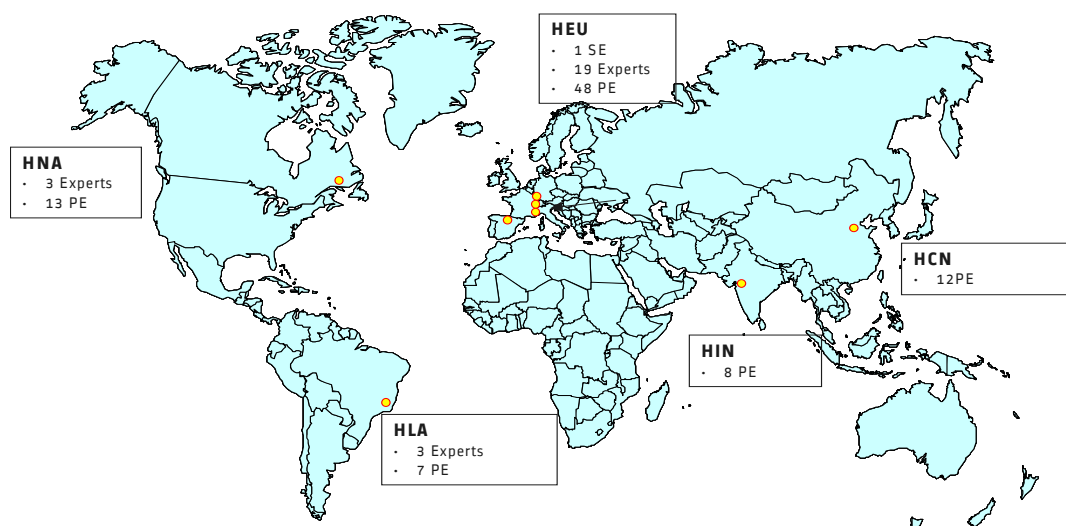 HEU
· 1 SE
· 19 Experts
· 48 PE
HNA
· 3 Experts
· 13 PE
HCN
· 12PE
HIN
· 8 PE
HLA
· 3 Experts
· 7 PE